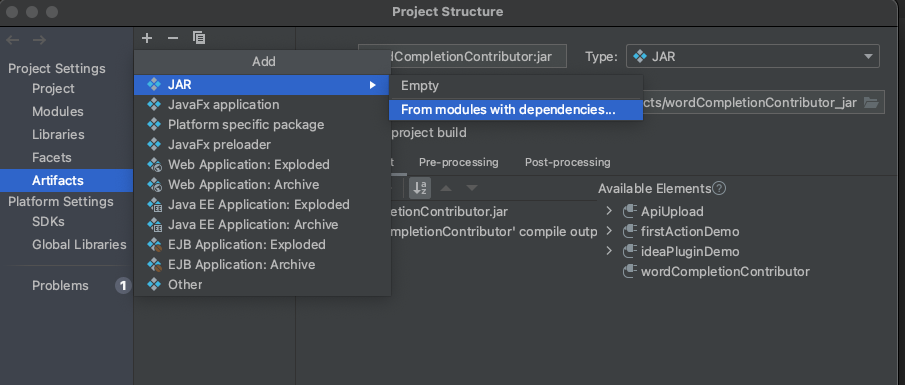 Project Structure
Project Settings
Project
Modules
Libraries
Facets
Artifacts
Platform Settings
SDKs
Global Libraries
Problems 1
Add
JAR
JavaFx application
Platform specific package
JavaFx preloader
Web Application: Exploded
Web Application: Archive
Java EE Application: Exploded
Java EE Application: Archive
EJB Application: Exploded
EJB Application: Archive
Other
Empty
From modules with dependencies...
dCompletionContributor:jar
Type: JAR
cts/wordCompletionContributor_jar
project build
t Pre-processing Post-processing
az
letionContributor.jar
ompletionContributor' compile outp
Available Elements ?
ApiUpload
firstActionDemo
ideaPluginDemo
wordCompletionContributor